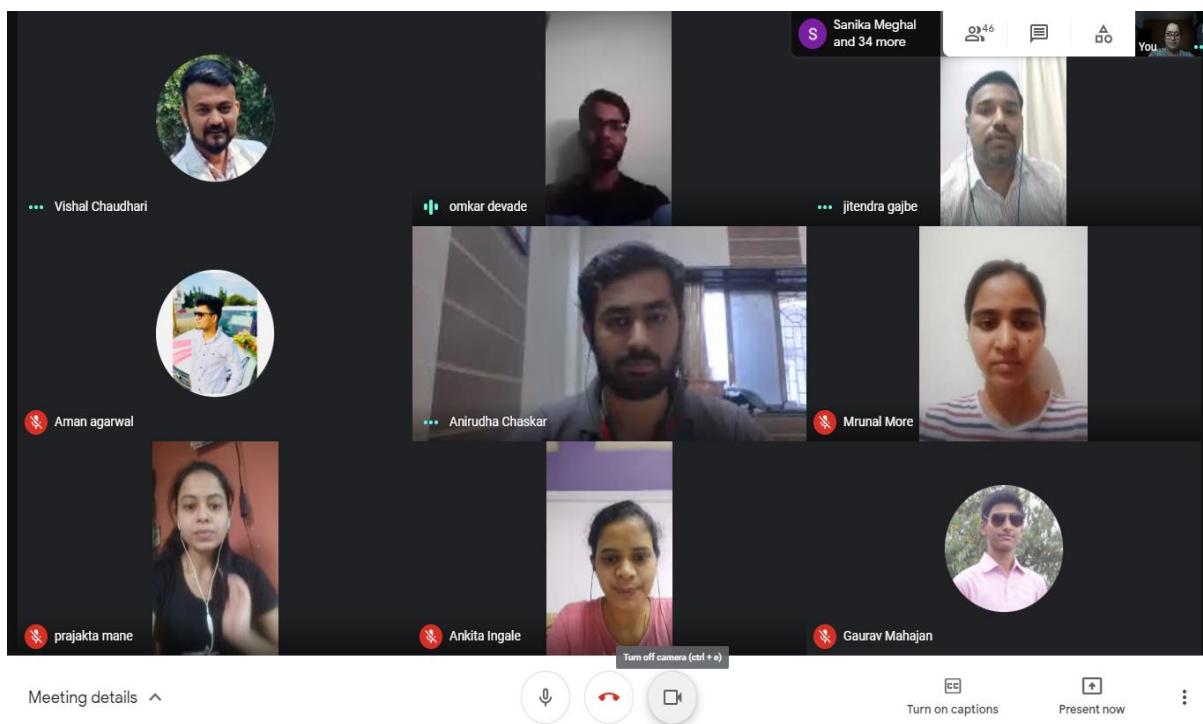 S
Sanika Meghal
and 34 more
46
You
Vishal Chaudhari
omkar devade
jitendra gajbe
Aman agarwal
Anirudha Chaskar
Mrunal More
prajakta mane
Ankita Ingale
Gaurav Mahajan
Turn off camera (ctrl + e)
Meeting details
CC
Turn on captions
Present now